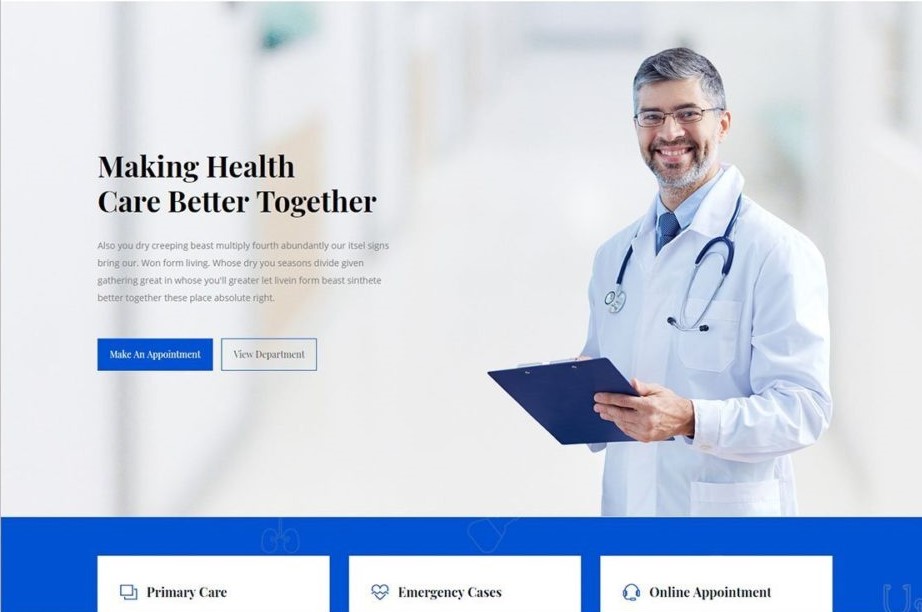 Making Health
Care Better Together
Also you dry creeping beast multiply fourth abundantly our itsel signs
bring our. Won form living. Whose dry you seasons divide given
gathering great in whose you'll greater let livein form beast sinthete
better together these place absolute right.
Make An Appointment
View Department
Primary Care
Emergency Cases
Online Appointment